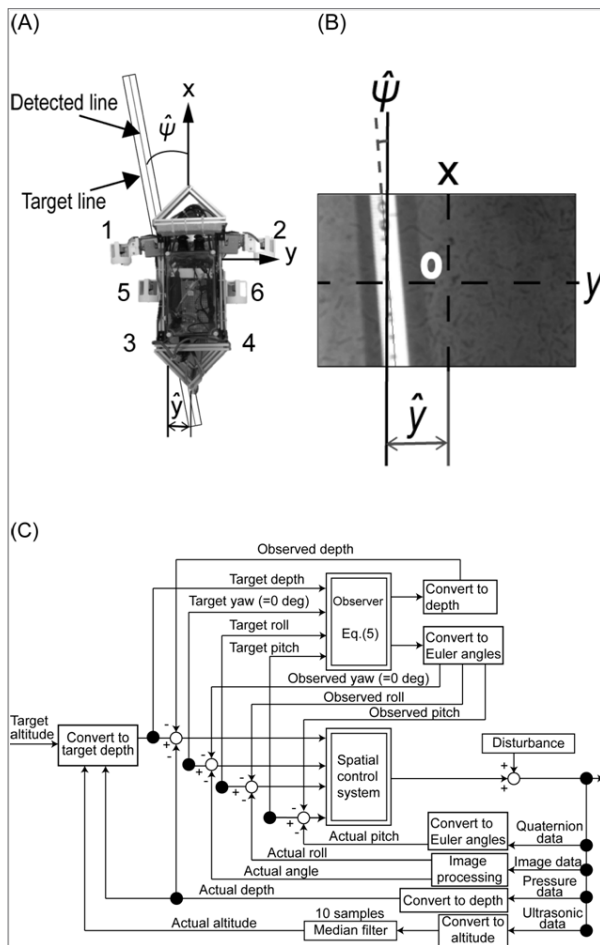 (A)
(B)
x
Detected line
ψ̂
Target line
1
2
y
5
6
3
4
ŷ
ψ̂
x
o
y
ŷ
(C)
Observed depth
Target depth
Target yaw (=0 deg)
Observer
Convert to
depth
Target roll
Eq.(5)
Convert to
Euler angles
Target pitch
Observed yaw (=0 deg)
Observed roll
Observed pitch
Target
altitude
Convert to
target depth
-
+
-
-
+
-
-
+
-
-
+
-
Spatial
control
system
Disturbance
+
+
Actual pitch
Convert to
Euler angles
Quaternion
data
Actual roll
Image
processing
Image data
Actual angle
Pressure
data
Actual depth
Convert to depth
Ultrasonic
data
Actual altitude
10 samples
Median filter
Convert to
altitude